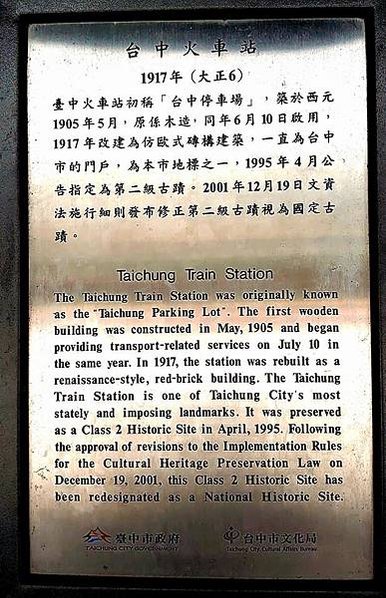 台中火車站
1917年（大正6）
臺中火車站初稱「台中停車場」，築於西元
1905年5月，原係木造，同年6月10日啟用，
1917年改建為仿歐式磚構建築，一直為台中
市的門戶，為本市地標之一，1995年4月公
告指定為第二級古蹟。2001年12月19日文資
法施行細則發布修正第二級古蹟視為國定古
蹟。
Taichung Train Station
The Taichung Train Station was originally known
as the "Taichung Parking Lot". The first wooden
building was constructed in May, 1905 and began
providing transport-related services on July 10 in
the same year. In 1917, the station was rebuilt as a
renaissance-style, red-brick building. The Taichung
Train Station is one of Taichung City's most
stately and imposing landmarks. It was preserved
as a Class 2 Historic Site in April, 1995. Following
the approval of revisions to the Implementation Rules
for the Cultural Heritage Preservation Law on
December 19, 2001, this Class 2 Historic Site has
been redesignated as a National Historic Site.
臺中市政府 台中市文化局
TAICHUNG CITY GOVERNMENT Taichung City Cultural Affairs Bureau